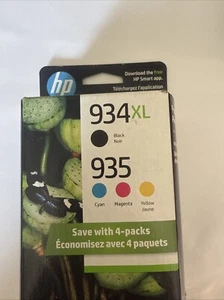 Download the free
HP Smart app.
Téléchargez l'app
hp
934XL
Black
Noir
935
Cyan
Magenta
Yellow
Jaune
Save with 4-packs
Économisez avec 4 paquets